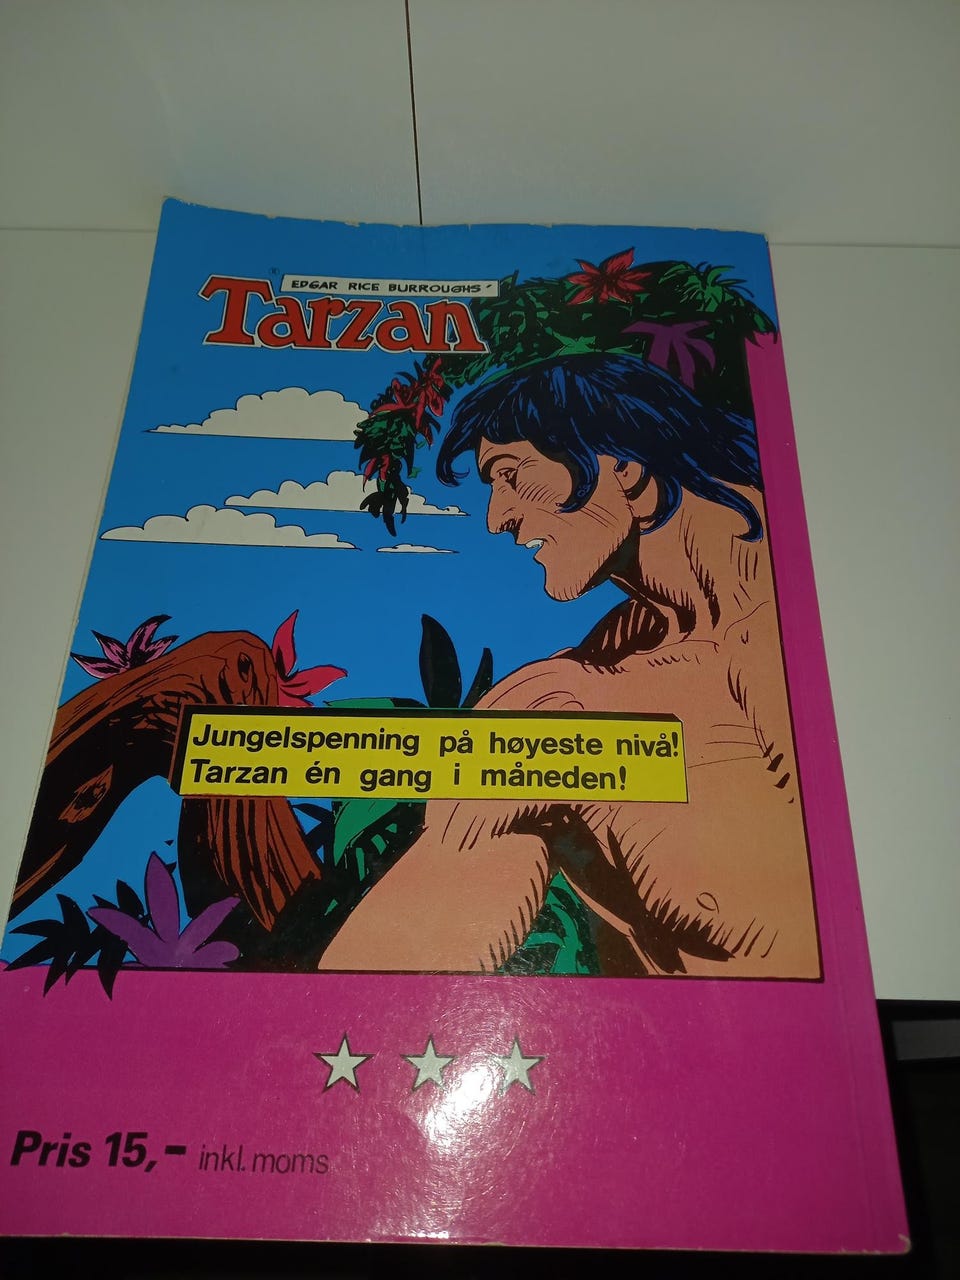 ®
EDGAR RICE BURROUGHS'
Tarzan
Jungelspenning på høyeste nivå!
Tarzan én gang i måneden!
Pris 15,- inkl. moms